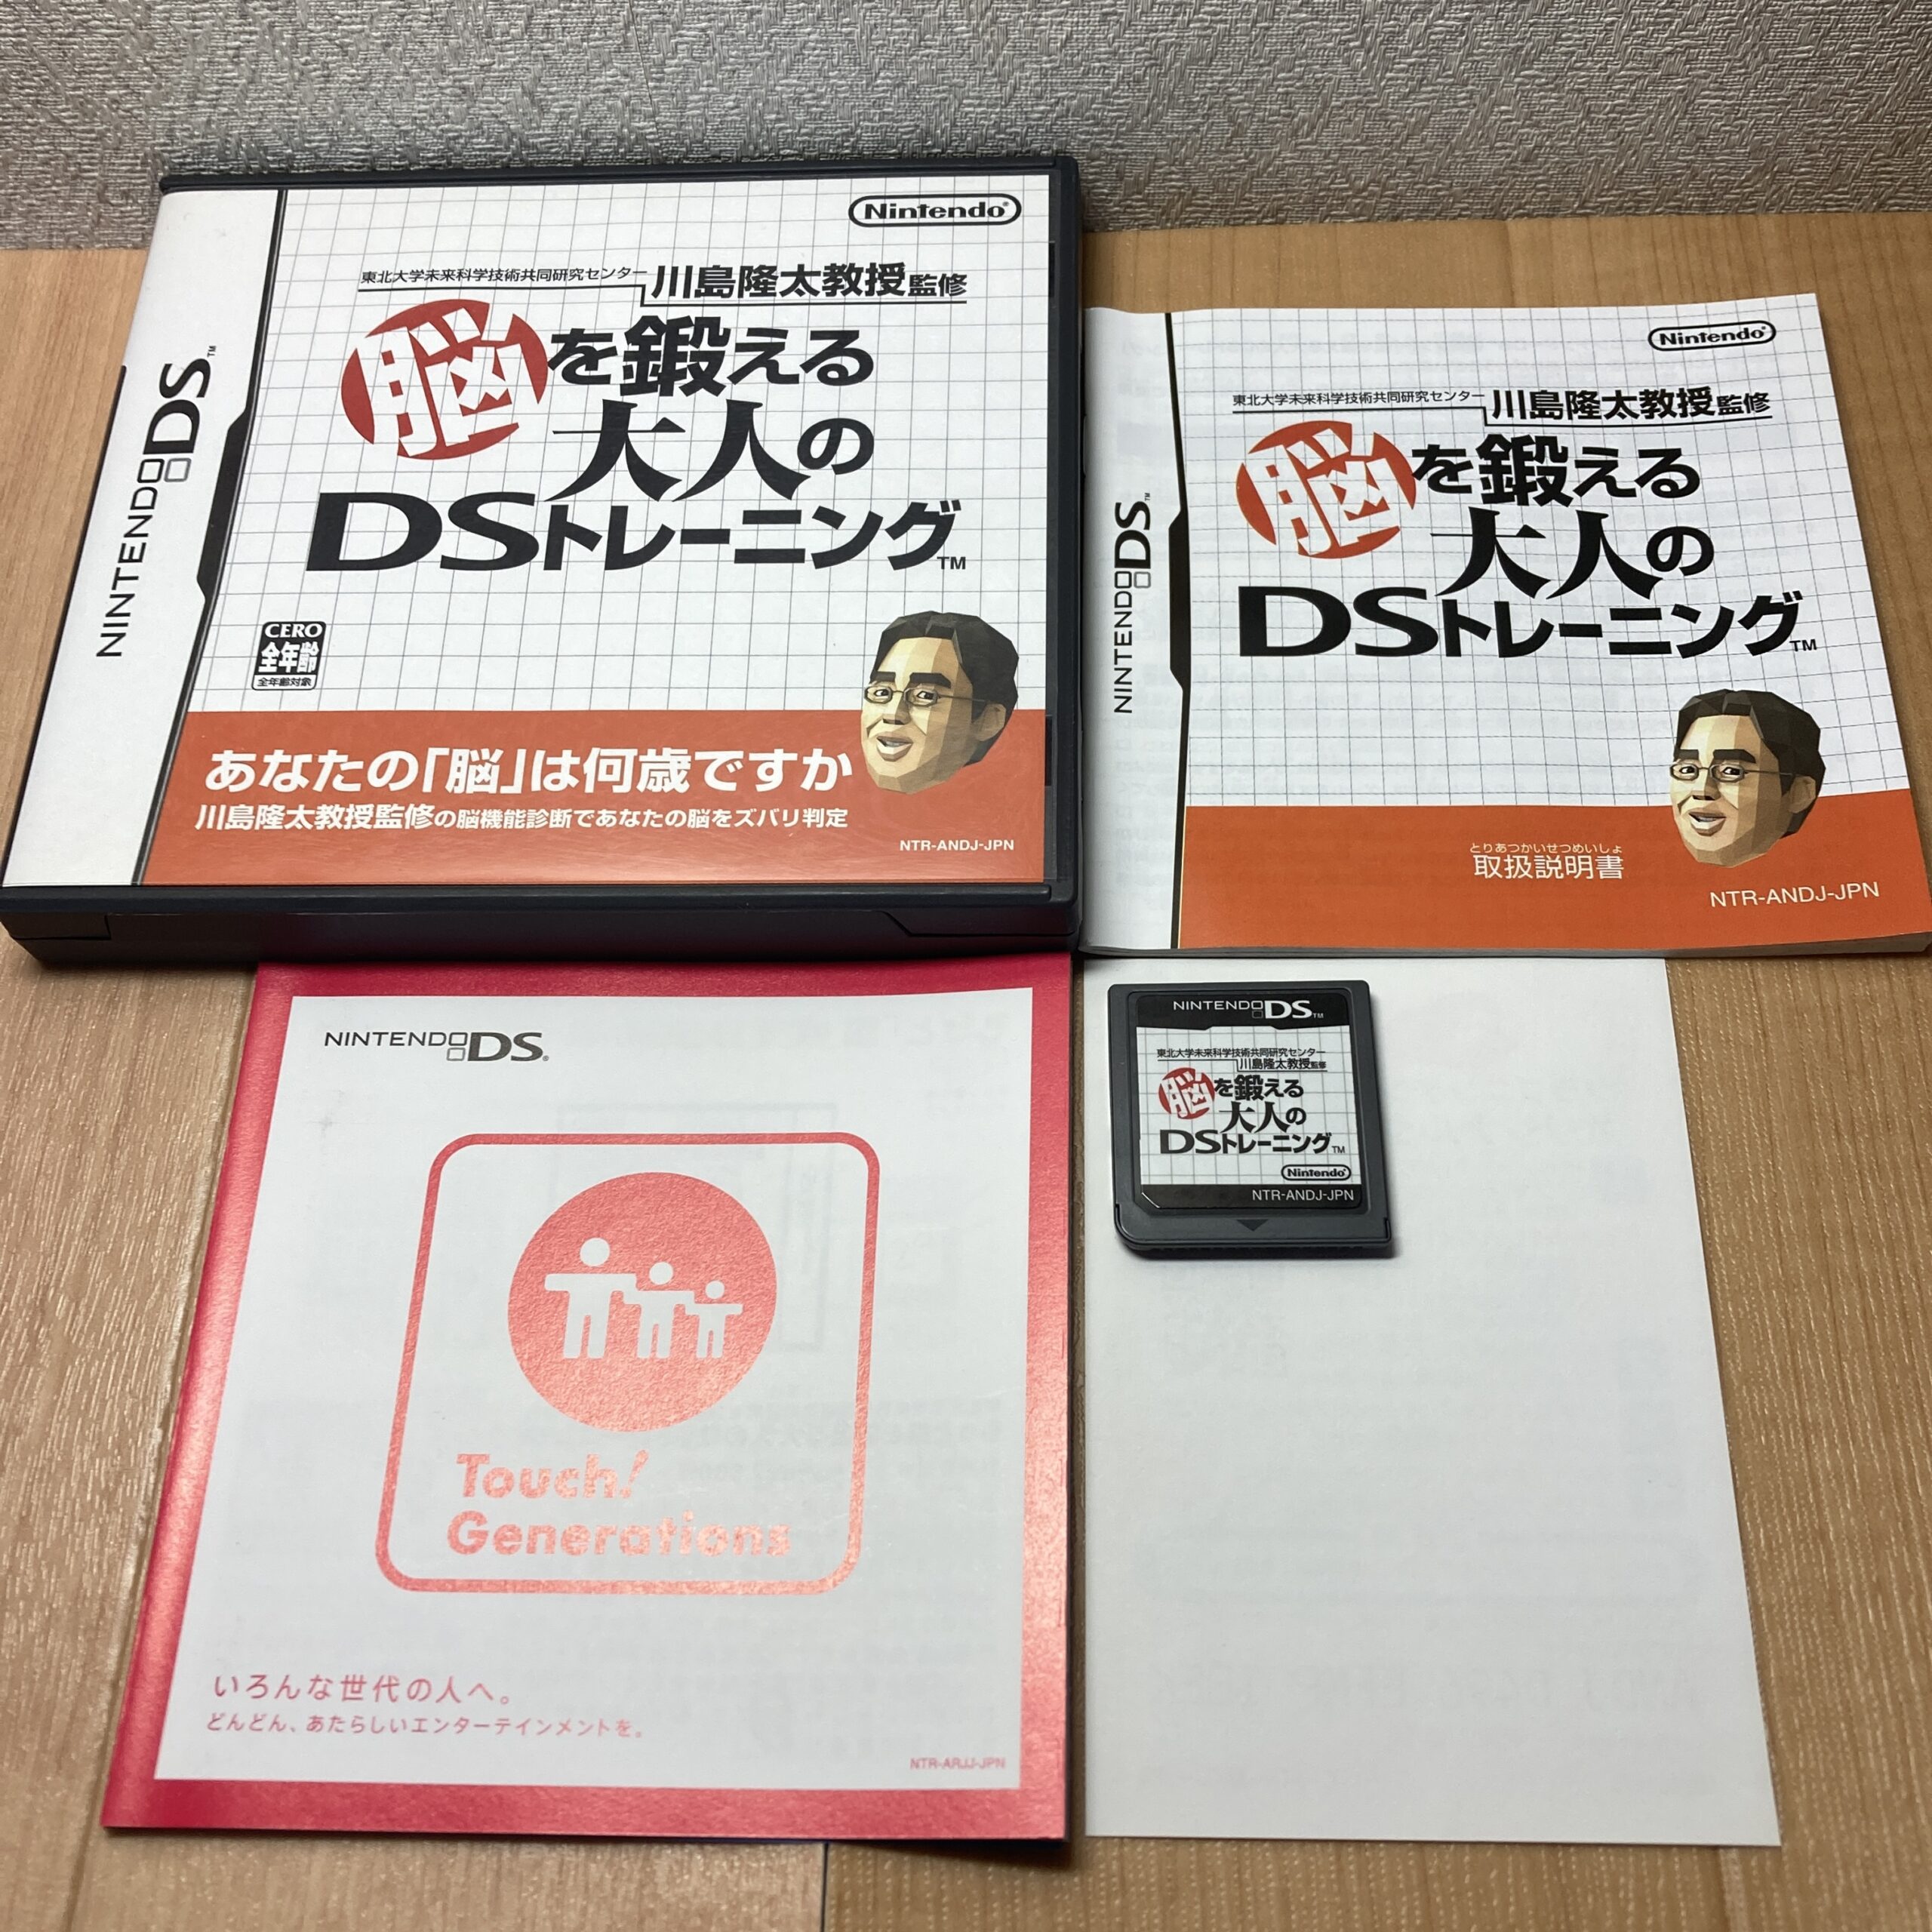 Nintendo®
東北大学未来科学技術共同研究センター 川島隆太教授監修
脳を鍛える
大人の
DSトレーニング™
NINTENDO DS™
CERO
全年齢
全年齢対象
あなたの「脳」は何歳ですか
川島隆太教授監修の脳機能診断であなたの脳をズバリ判定
NTR-ANDJ-JPN
Nintendo®
東北大学未来科学技術共同研究センター 川島隆太教授監修
脳を鍛える
大人の
DSトレーニング™
NINTENDO DS™
とりあつかいせつめいしょ
取扱説明書
NTR-ANDJ-JPN
NINTENDO DS®
Touch!
Generations
いろんな世代の人へ。
どんどん、あたらしいエンターテインメントを。
NTR-ARJJ-JPN
NINTENDO DS™
東北大学未来科学技術共同研究センター
川島隆太教授監修
脳を鍛える
大人の
DSトレーニング™
Nintendo®
NTR-ANDJ-JPN